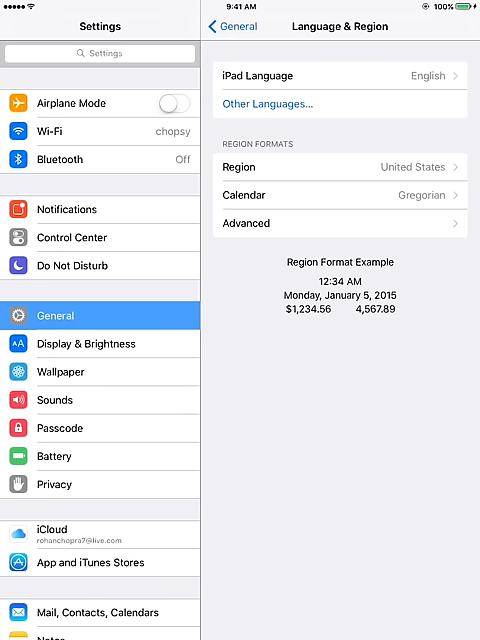 9:41 AM
100%
Settings
General
Language & Region
Settings
Airplane Mode
Wi-Fi
chopsy
Bluetooth
Off
Notifications
Control Center
Do Not Disturb
General
Display & Brightness
Wallpaper
Sounds
Passcode
Battery
Privacy
iCloud
rohanchopra7@live.com
App and iTunes Stores
Mail, Contacts, Calendars
Notes
iPad Language
English
Other Languages...
REGION FORMATS
Region
United States
Calendar
Gregorian
Advanced
Region Format Example
12:34 AM
Monday, January 5, 2015
$1,234.56 4,567.89